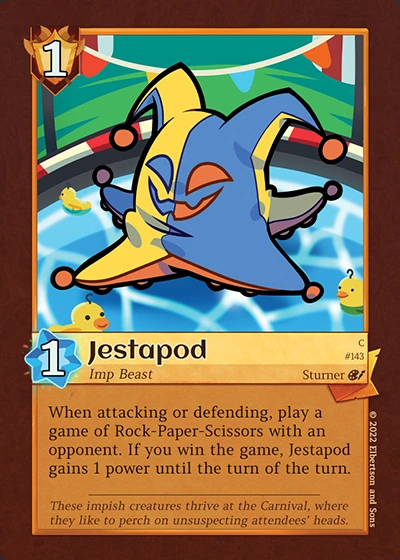 1
1
Jestapod
C
#143
Imp Beast
Sturner
When attacking or defending, play a
game of Rock-Paper-Scissors with an
opponent. If you win the game, Jestapod
gains 1 power until the turn of the turn.
These impish creatures thrive at the Carnival, where
they like to perch on unsuspecting attendees' heads.
© 2022 Elbertson and Sons